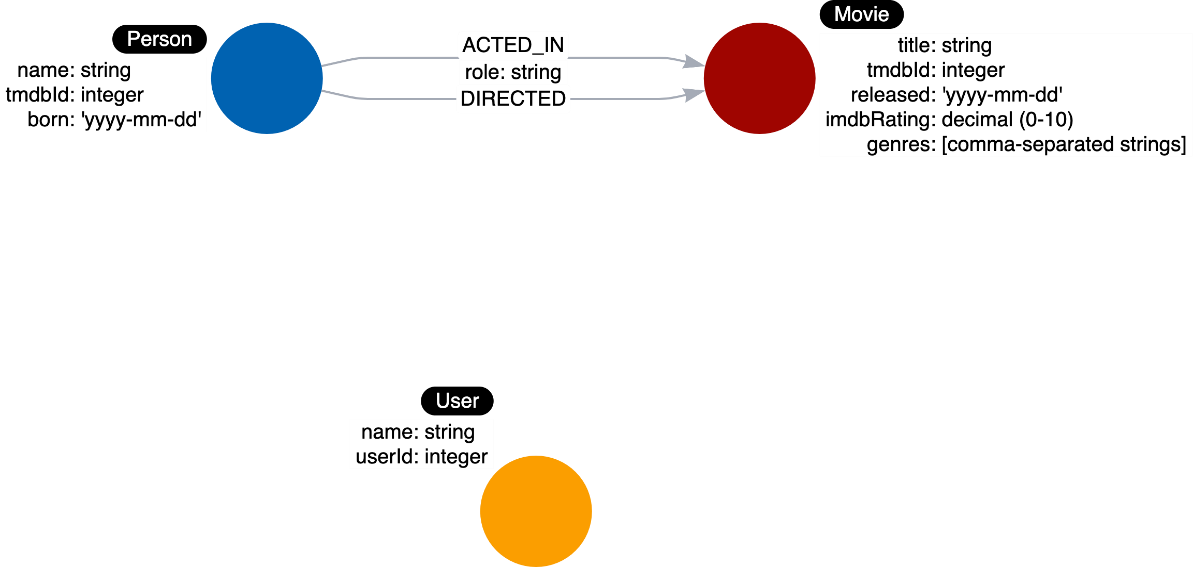 Person
name: string
tmdbId: integer
born: 'yyyy-mm-dd'
ACTED_IN
role: string
DIRECTED
Movie
title: string
tmdbId: integer
released: 'yyyy-mm-dd'
imdbRating: decimal (0-10)
genres: [comma-separated strings]
User
name: string
userId: integer